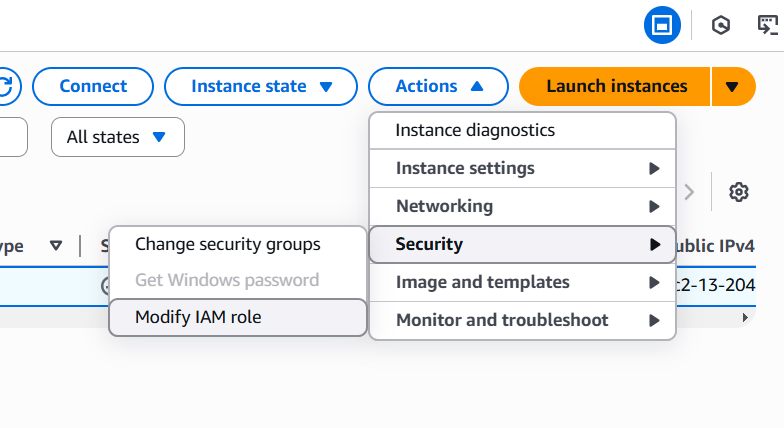 Connect
Instance state
Actions
Launch instances
All states
Instance diagnostics
Instance settings
Networking
Security
Image and templates
Monitor and troubleshoot
Change security groups
Get Windows password
Modify IAM role
ype
S
ublic IPv4
c2-13-204